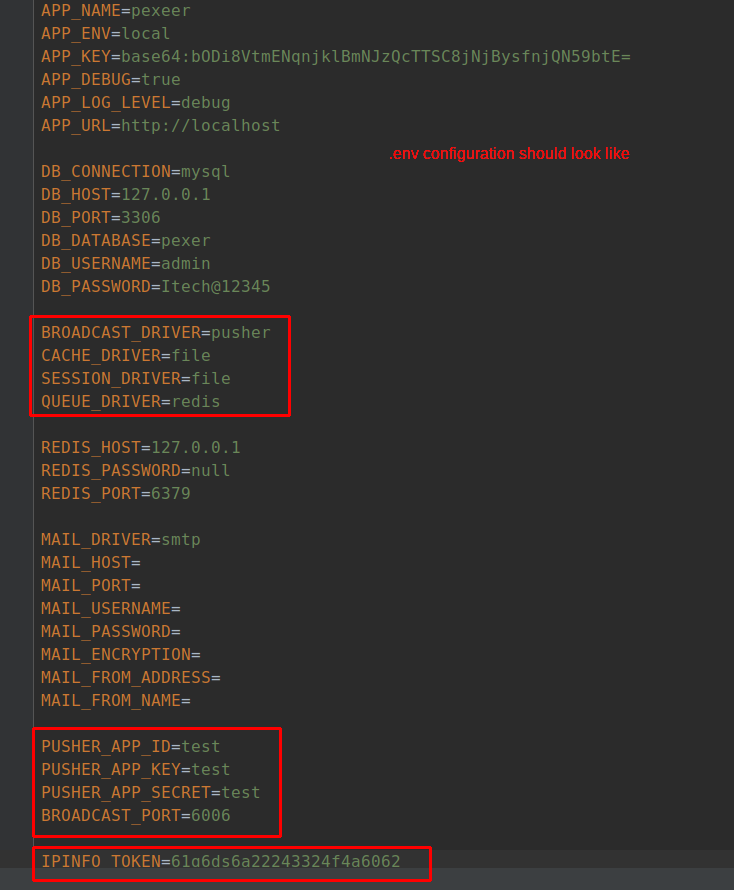 APP_NAME=pexeer
APP_ENV=local
APP_KEY=base64:bODi8VtmENqnjklBmNJzQcTTSC8jNjBysfnjQN59btE=
APP_DEBUG=true
APP_LOG_LEVEL=debug
APP_URL=http://localhost
.env configuration should look like
DB_CONNECTION=mysql
DB_HOST=127.0.0.1
DB_PORT=3306
DB_DATABASE=pexer
DB_USERNAME=admin
DB_PASSWORD=Itech@12345
BROADCAST_DRIVER=pusher
CACHE_DRIVER=file
SESSION_DRIVER=file
QUEUE_DRIVER=redis
REDIS_HOST=127.0.0.1
REDIS_PASSWORD=null
REDIS_PORT=6379
MAIL_DRIVER=smtp
MAIL_HOST=
MAIL_PORT=
MAIL_USERNAME=
MAIL_PASSWORD=
MAIL_ENCRYPTION=
MAIL_FROM_ADDRESS=
MAIL_FROM_NAME=
PUSHER_APP_ID=test
PUSHER_APP_KEY=test
PUSHER_APP_SECRET=test
BROADCAST_PORT=6006
IPINFO_TOKEN=61g6ds6a22243324f4a6062